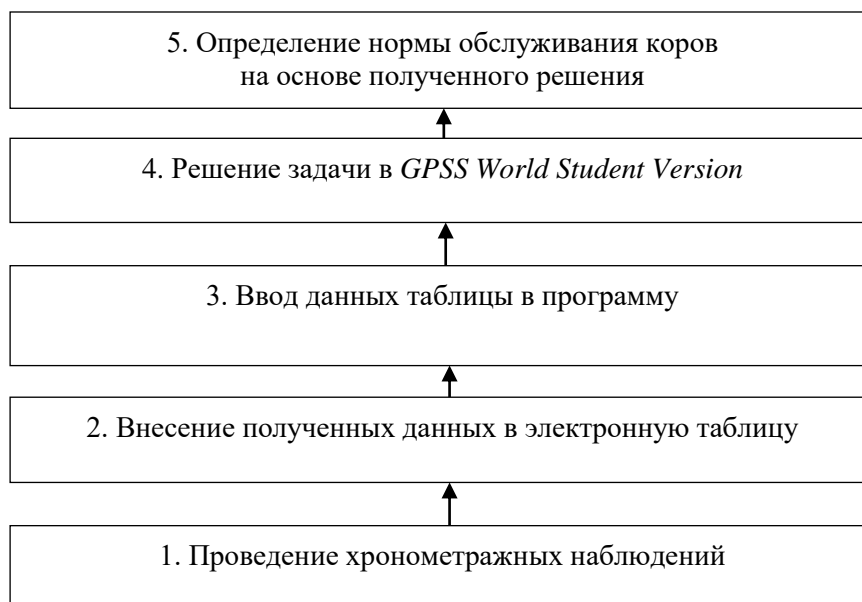 5. Определение нормы обслуживания коров
на основе полученного решения
4. Решение задачи в GPSS World Student Version
3. Ввод данных таблицы в программу
2. Внесение полученных данных в электронную таблицу
1. Проведение хронометражных наблюдений